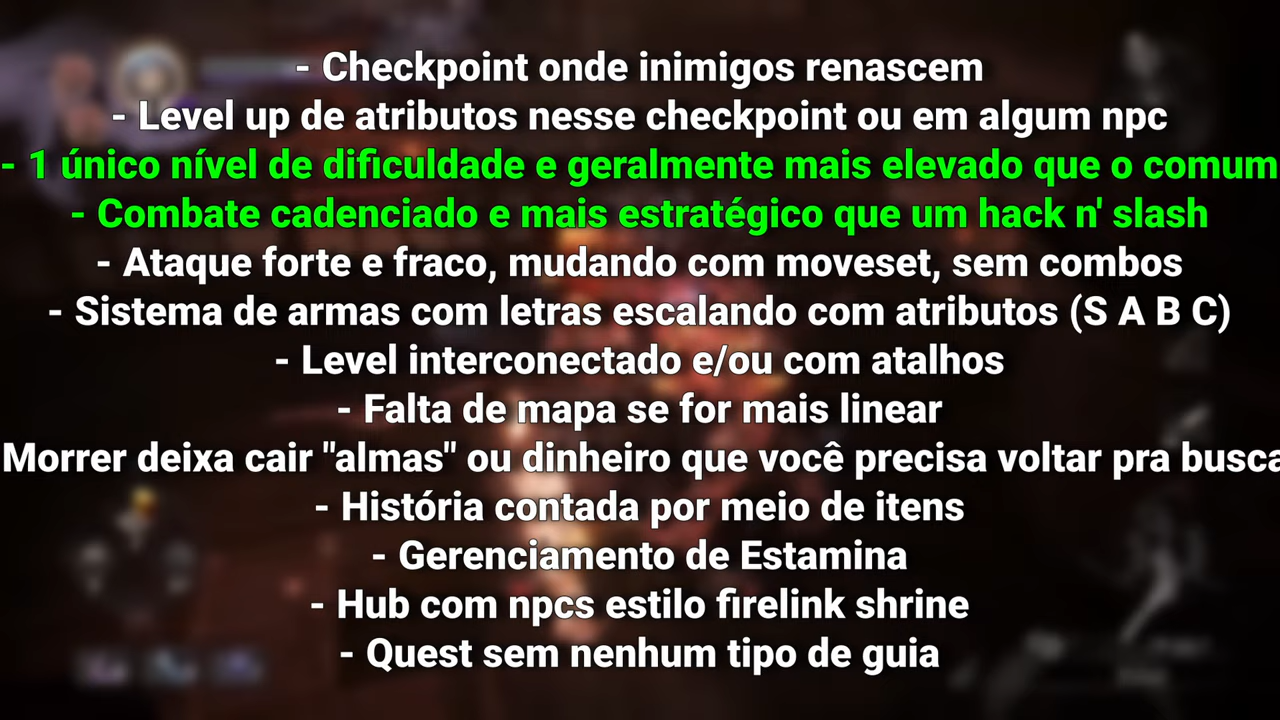 - Checkpoint onde inimigos renascem
- Level up de atributos nesse checkpoint ou em algum npc
- 1 único nível de dificuldade e geralmente mais elevado que o comum
- Combate cadenciado e mais estratégico que um hack n' slash
- Ataque forte e fraco, mudando com moveset, sem combos
- Sistema de armas com letras escalando com atributos (S A B C)
- Level interconectado e/ou com atalhos
- Falta de mapa se for mais linear
Morrer deixa cair "almas" ou dinheiro que você precisa voltar pra busca
- História contada por meio de itens
- Gerenciamento de Estamina
- Hub com npcs estilo firelink shrine
- Quest sem nenhum tipo de guia